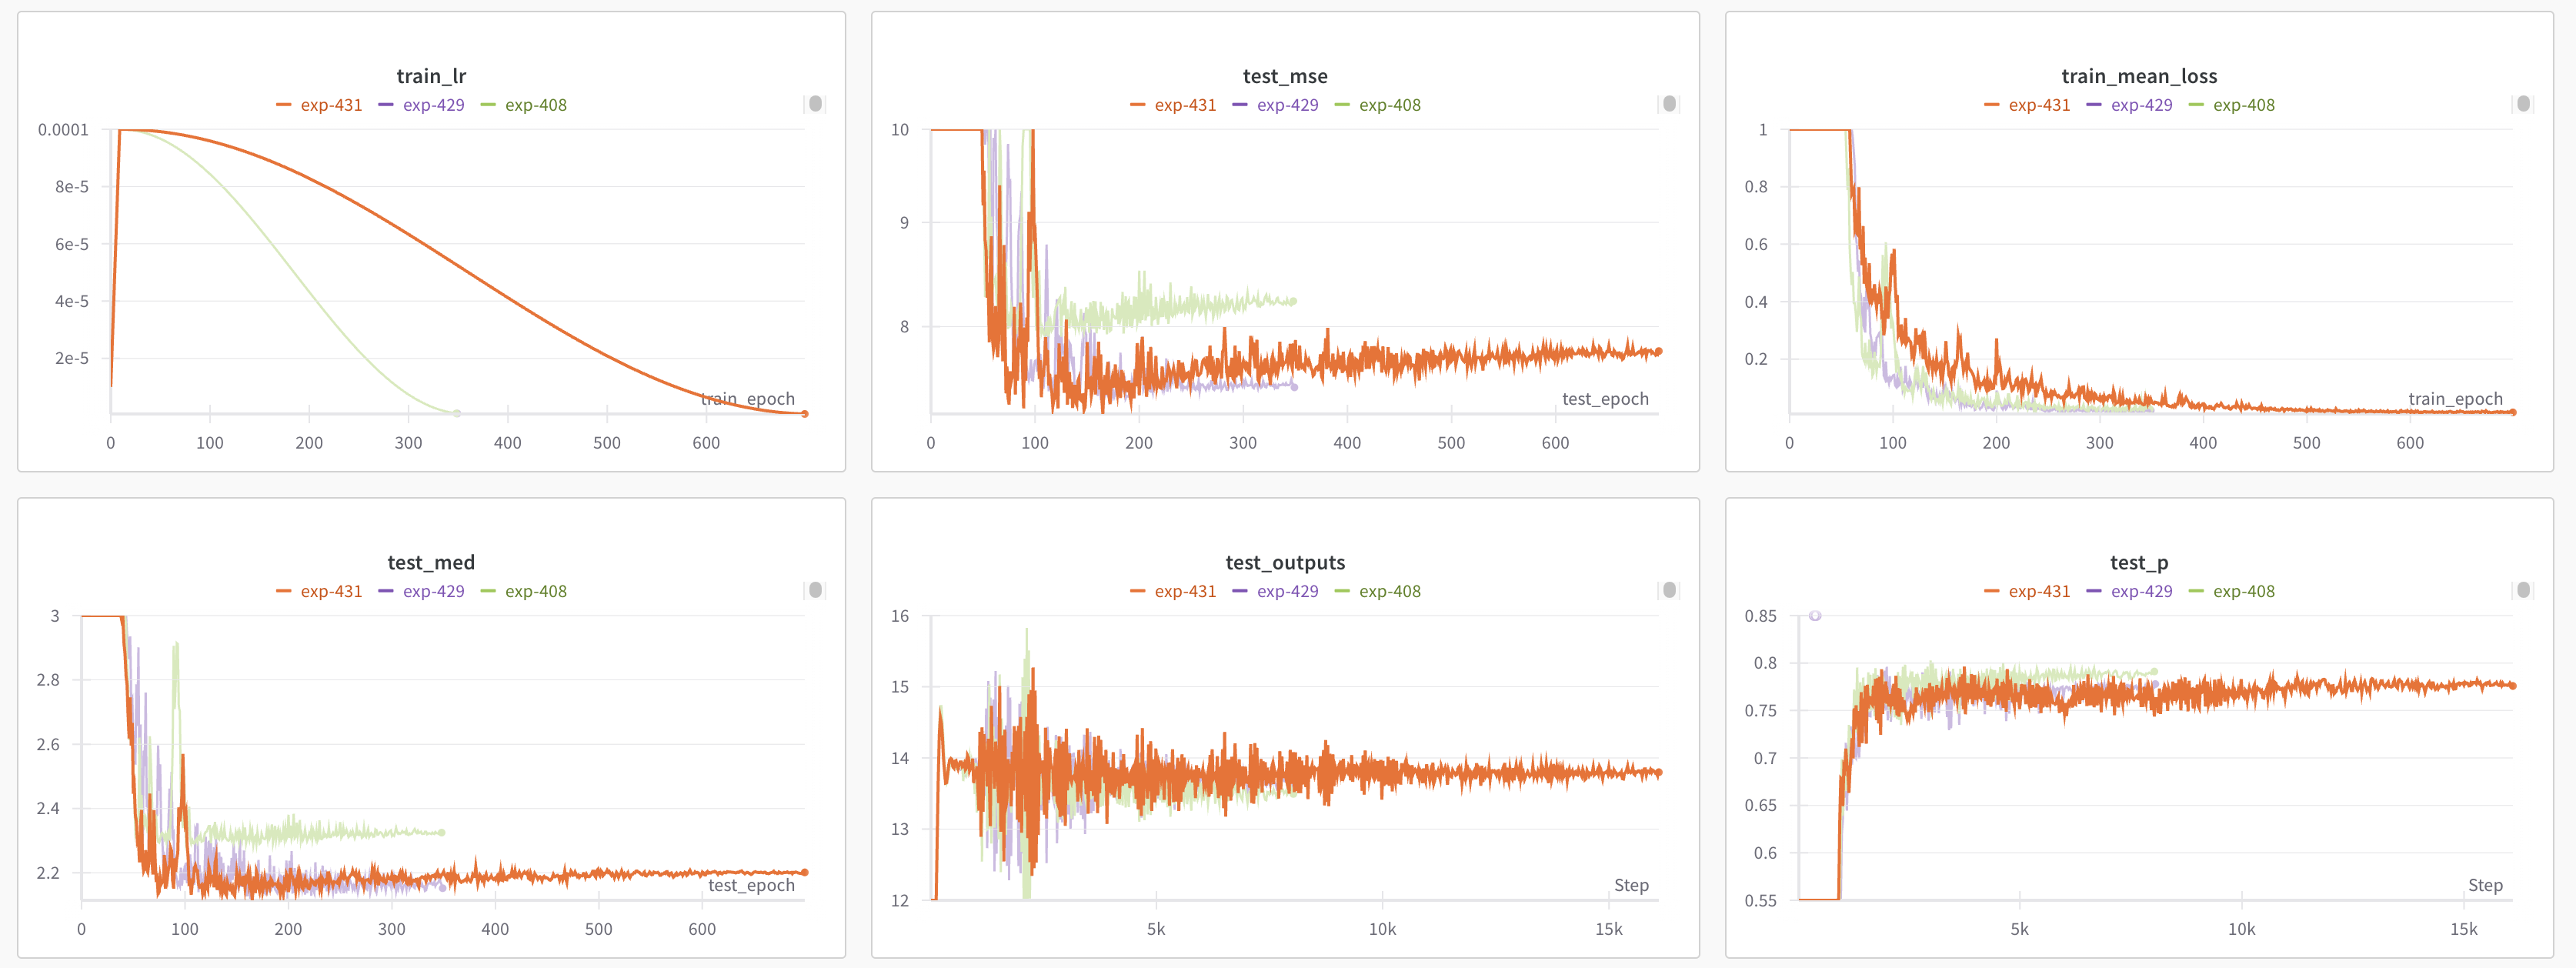 train_lr
exp-431 exp-429 exp-408
0.0001
8e-5
6e-5
4e-5
2e-5
train_epoch
0 100 200 300 400 500 600
test_mse
exp-431 exp-429 exp-408
10
9
8
test_epoch
0 100 200 300 400 500 600
train_mean_loss
exp-431 exp-429 exp-408
1
0.8
0.6
0.4
0.2
train_epoch
0 100 200 300 400 500 600
test_med
exp-431 exp-429 exp-408
3
2.8
2.6
2.4
2.2
test_epoch
0 100 200 300 400 500 600
test_outputs
exp-431 exp-429 exp-408
16
15
14
13
12
Step
5k 10k 15k
test_p
exp-431 exp-429 exp-408
0.85
0.8
0.75
0.7
0.65
0.6
0.55
Step
5k 10k 15k